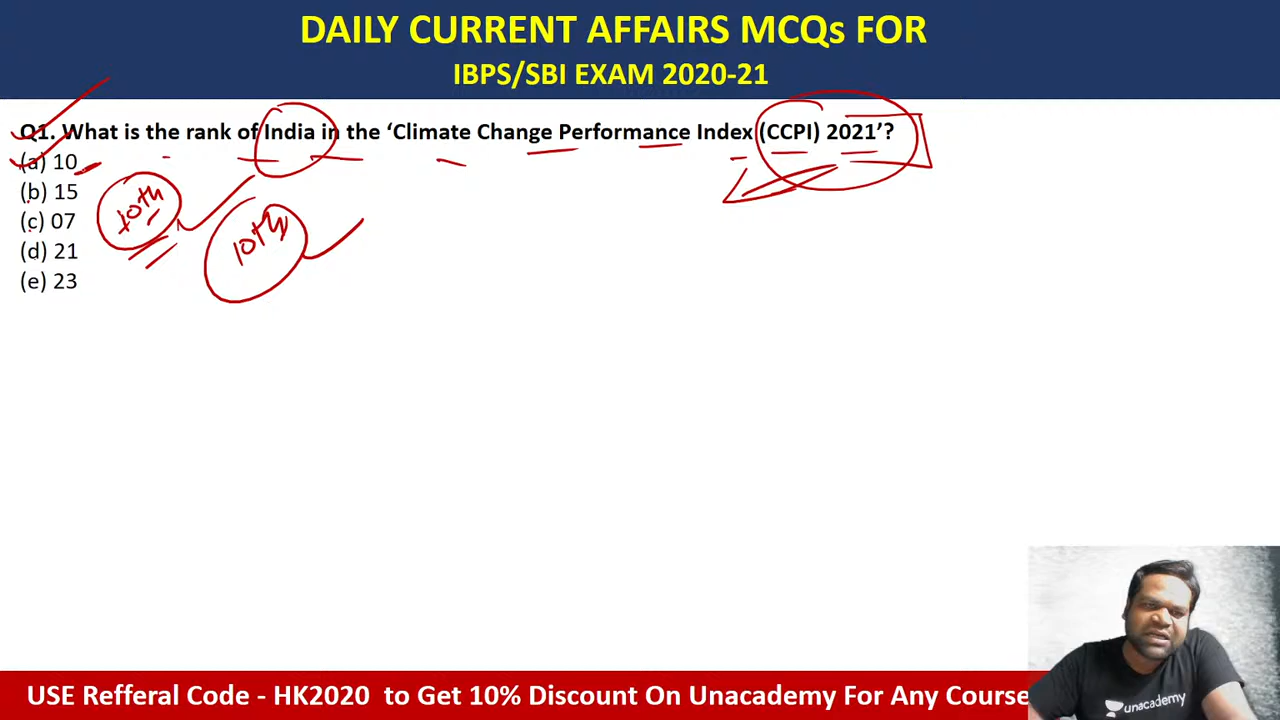 DAILY CURRENT AFFAIRS MCQs FOR
IBPS/SBI EXAM 2020-21
Q1. What is the rank of India in the ‘Climate Change Performance Index (CCPI) 2021’?
(a) 10
(b) 15
(c) 07
(d) 21
(e) 23
10th
10th
USE Refferal Code - HK2020 to Get 10% Discount On Unacademy For Any Course
unacademy